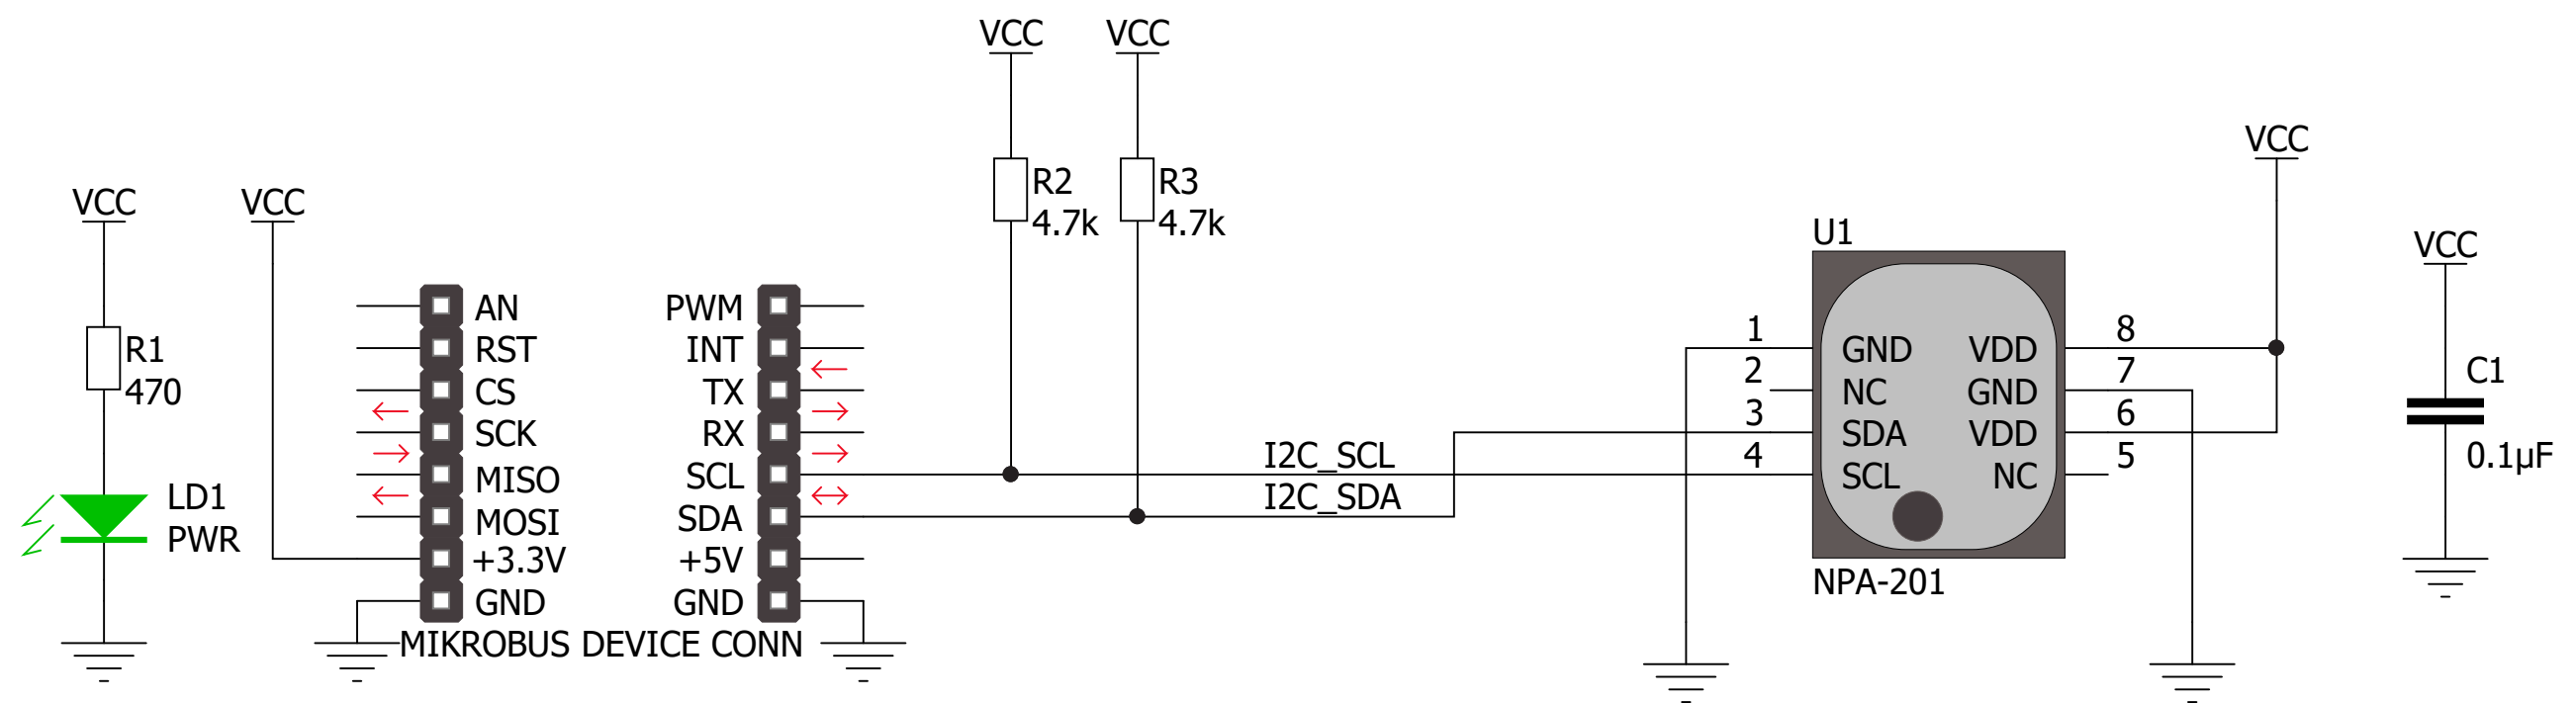 VCC
VCC
R1
470
LD1
PWR
AN
RST
CS
SCK
MISO
MOSI
+3.3V
GND
PWM
INT
TX
RX
SCL
SDA
+5V
GND
MIKROBUS DEVICE CONN
VCC
VCC
R2
4.7k
R3
4.7k
I2C_SCL
I2C_SDA
U1
1
2
3
4
GND
NC
SDA
SCL
VDD
GND
VDD
NC
8
7
6
5
NPA-201
VCC
VCC
C1
0.1µF